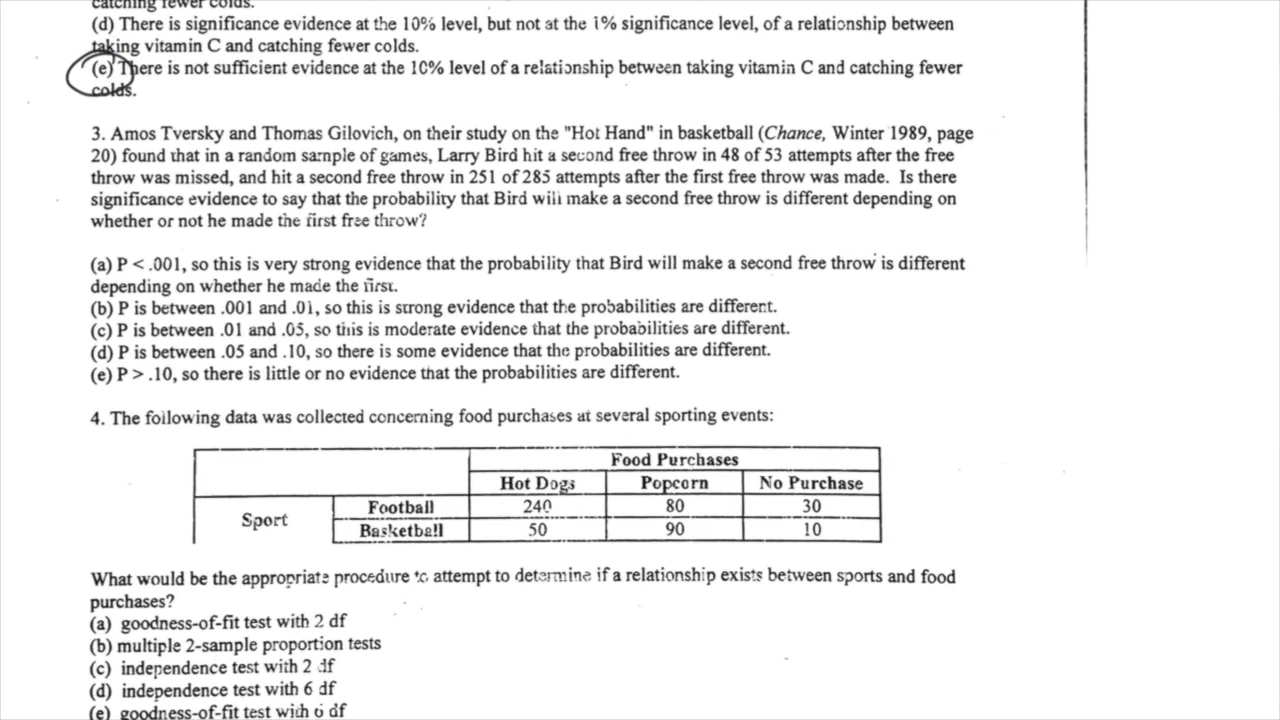 catching fewer colds.
(d) There is significance evidence at the 10% level, but not at the 1% significance level, of a relationship between
taking vitamin C and catching fewer colds.
(e) There is not sufficient evidence at the 10% level of a relationship between taking vitamin C and catching fewer
colds.
3. Amos Tversky and Thomas Gilovich, on their study on the "Hot Hand" in basketball (Chance, Winter 1989, page
20) found that in a random sample of games, Larry Bird hit a second free throw in 48 of 53 attempts after the free
throw was missed, and hit a second free throw in 251 of 285 attempts after the first free throw was made. Is there
significance evidence to say that the probability that Bird will make a second free throw is different depending on
whether or not he made the first free throw?
(a) P < .001, so this is very strong evidence that the probability that Bird will make a second free throw is different
depending on whether he made the first.
(b) P is between .001 and .01, so this is strong evidence that the probabilities are different.
(c) P is between .01 and .05, so this is moderate evidence that the probabilities are different.
(d) P is between .05 and .10, so there is some evidence that the probabilities are different.
(e) P > .10, so there is little or no evidence that the probabilities are different.
4. The following data was collected concerning food purchases at several sporting events:
Food Purchases
Hot Dogs Popcorn No Purchase
Sport Football 240 80 30
Basketball 50 90 10
What would be the appropriate procedure to attempt to determine if a relationship exists between sports and food
purchases?
(a) goodness-of-fit test with 2 df
(b) multiple 2-sample proportion tests
(c) independence test with 2 df
(d) independence test with 6 df
(e) goodness-of-fit test with 6 df